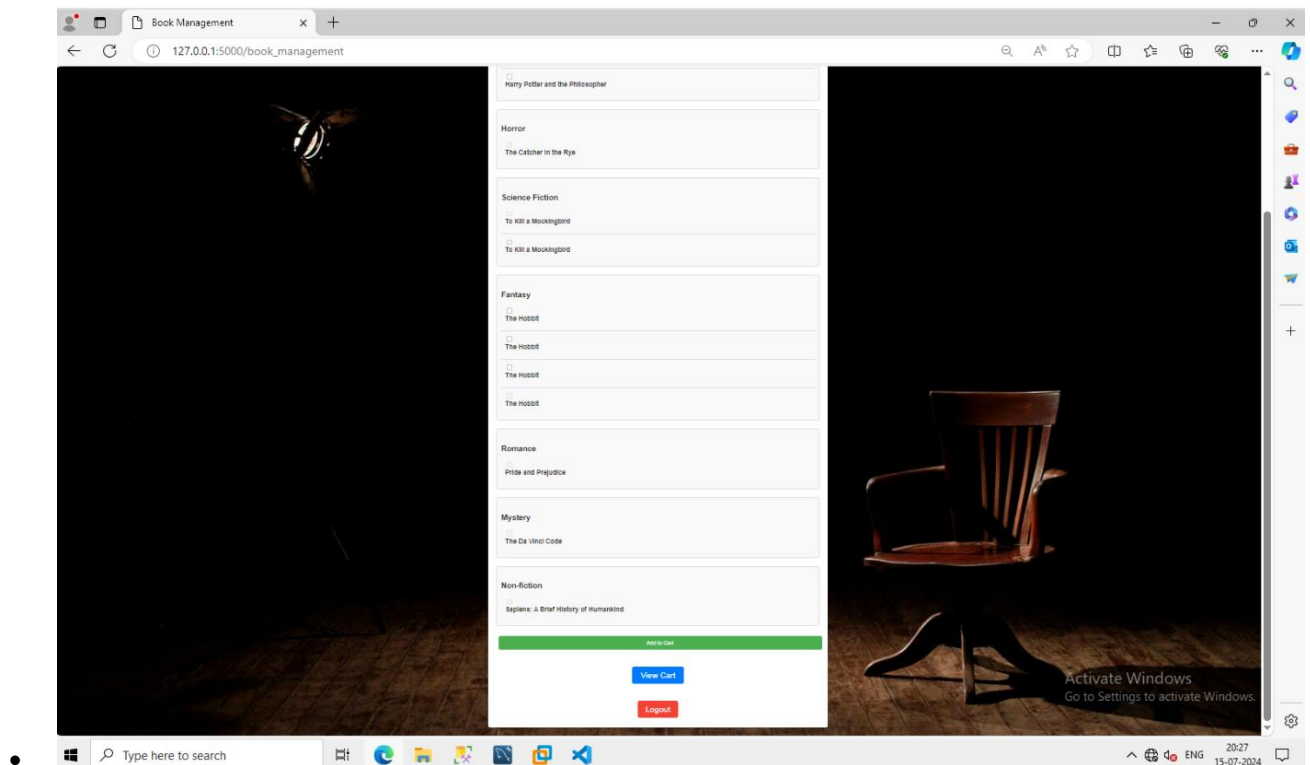 Book Management
127.0.0.1:5000/book_management
Harry Potter and the Philosopher
Horror
The Catcher in the Rye
Science Fiction
To Kill a Mockingbird
To Kill a Mockingbird
Fantasy
The Hobbit
The Hobbit
The Hobbit
The Hobbit
Romance
Pride and Prejudice
Mystery
The Da Vinci Code
Non-fiction
Sapiens: A Brief History of Humankind
Add to Cart
View Cart
Logout
Activate Windows
Go to Settings to activate Windows.
Type here to search
ENG
20:27
15-07-2024